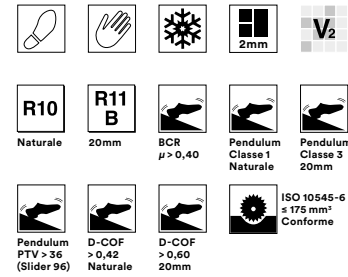 2mm
V2
R10
R11
B
Naturale
20mm
BCR
μ > 0,40
Pendulum
Classe 1
Naturale
Pendulum
Classe 3
20mm
Pendulum
PTV > 36
(Slider 96)
D-COF
> 0,42
Naturale
D-COF
> 0,60
20mm
ISO 10545-6
≤ 175 mm³
Conforme